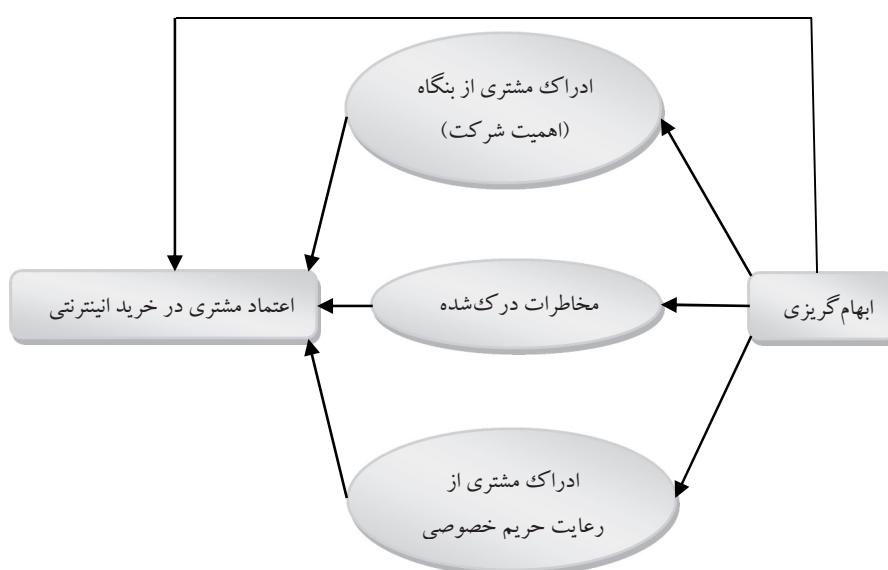 ادراک مشتری از بنگاه
(اهمیت شرکت)
ابهام‌گریزی
مخاطرات درک‌شده
اعتماد مشتری در خرید انیترنتی
ادراک مشتری از
رعایت حریم خصوصی